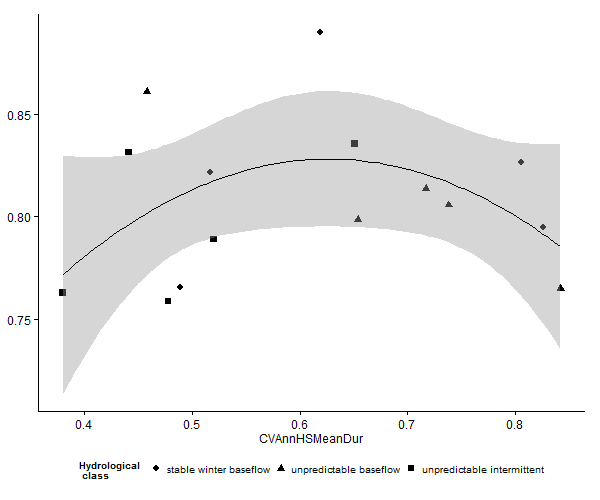 0.85
0.80
0.75
0.4 0.5 0.6 0.7 0.8
CVAnnHSMeanDur
Hydrological class stable winter baseflow unpredictable baseflow unpredictable intermittent